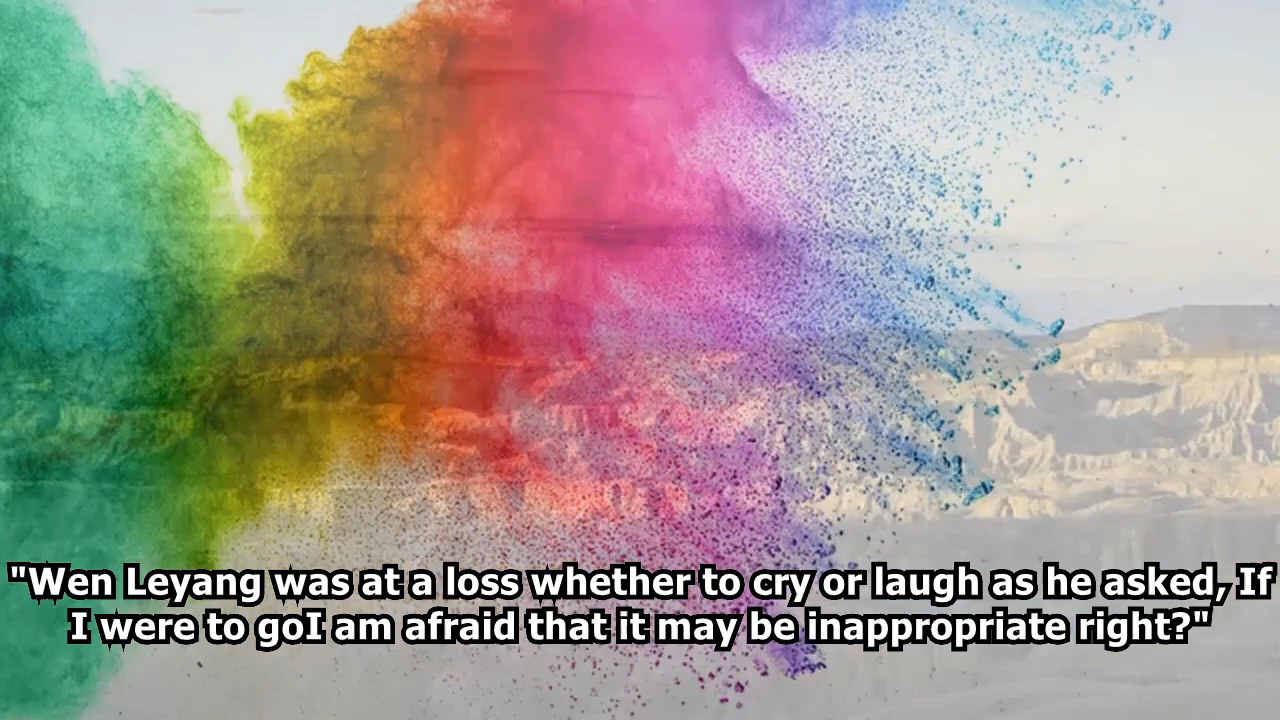 "Wen Leyang was at a loss whether to cry or laugh as he asked, If
I were to goI am afraid that it may be inappropriate right?"